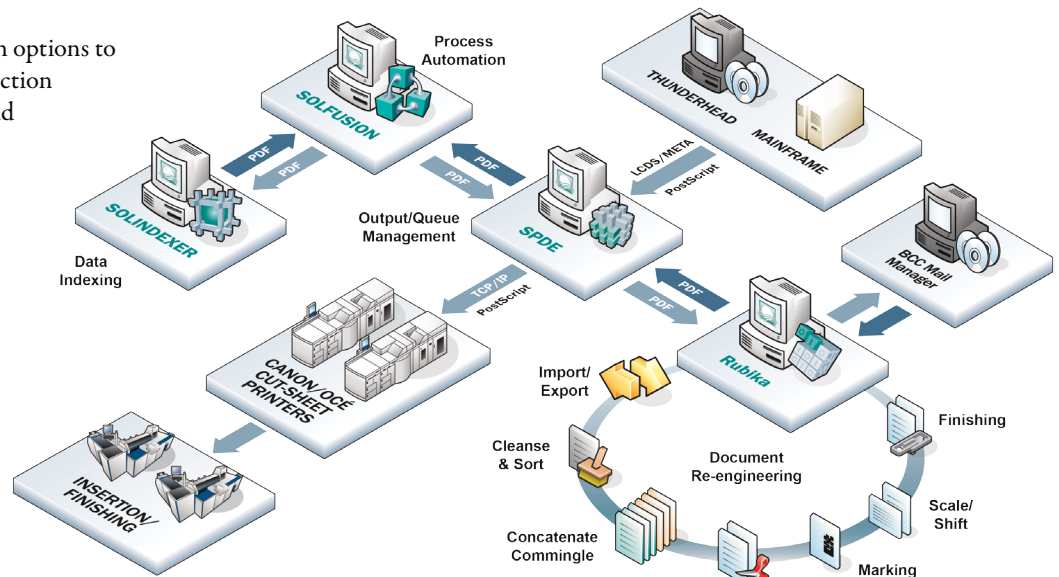 n options to
ction
d
Process
Automation
SOLFUSION
THUNDERHEAD
MAINFRAME
PDF
PDF
PDF
PDF
LCDS/META
PostScript
SOLINDEXER
Data
Indexing
Output/Queue
Management
SPDE
BCC Mail
Manager
TCP/IP
PostScript
PDF
PDF
Rubika
CANON/OCÉ
CUT-SHEET
PRINTERS
Import/
Export
Finishing
Cleanse
& Sort
Document
Re-engineering
INSERTION/
FINISHING
Concatenate
Commingle
Scale/
Shift
Marking